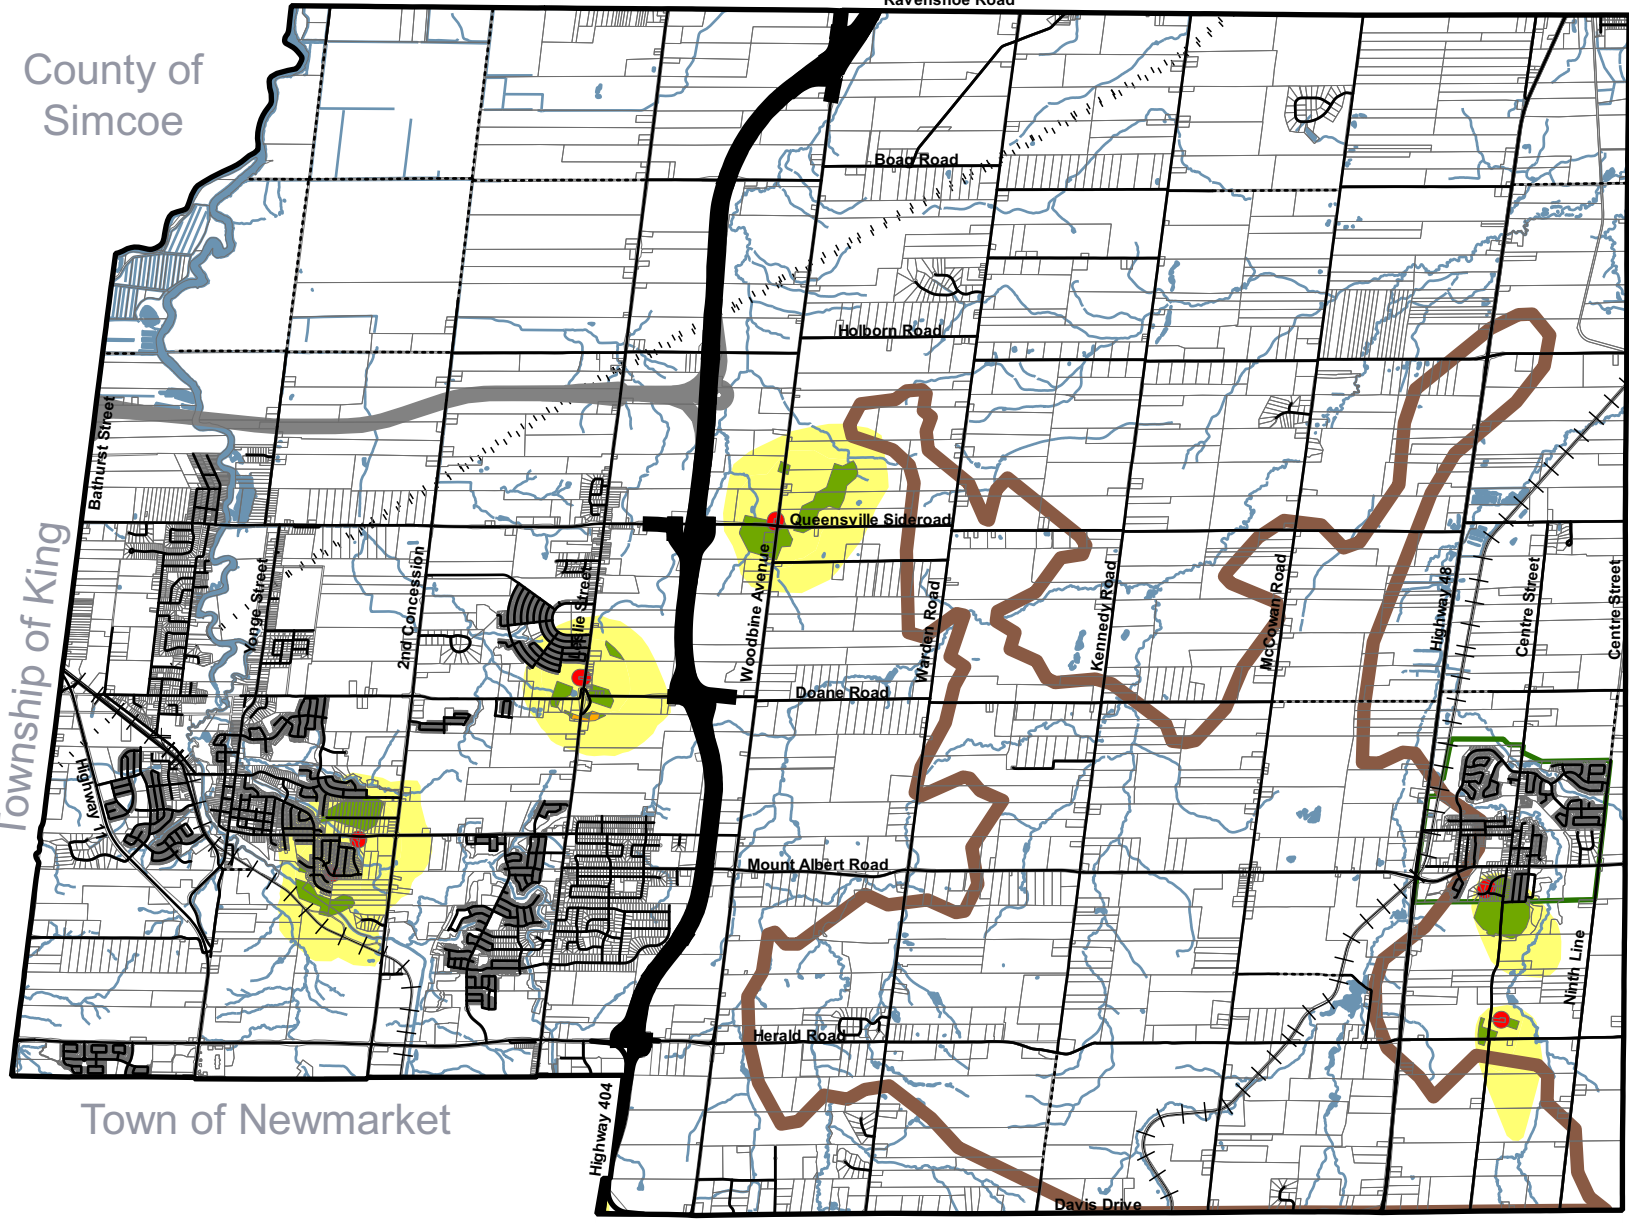 Ravenshoe Road
County of
Simcoe
Boag Road
Holborn Road
Bathurst Street
Queensville Sideroad
Township of King
Yonge Street
2nd Concession
Leslie Street
Woodbine Avenue
Warden Road
Kennedy Road
McCowan Road
Highway 48
Centre Street
Centre Street
Doane Road
Highway 11
Mount Albert Road
Ninth Line
Herald Road
Town of Newmarket
Highway 404
Davis Drive